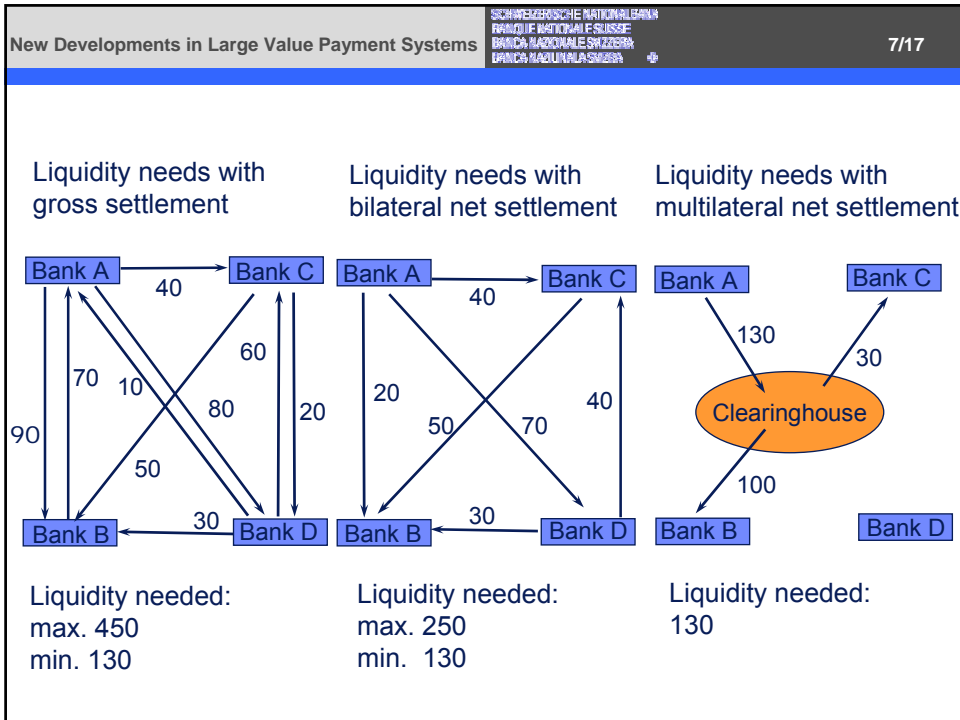 New Developments in Large Value Payment Systems
SCHWEIZERISCHE NATIONALBANK
BANQUE NATIONALE SUISSE
BANCA NAZIONALE SVIZZERA
BANCA NAZIUNALA SVIZRA
7/17
Liquidity needs with
gross settlement
Bank A
Bank C
40
70
10
60
80
20
90
50
30
Bank B
Bank D
Liquidity needed:
max. 450
min. 130
Liquidity needs with
bilateral net settlement
Bank A
Bank C
40
20
40
50
70
30
Bank B
Bank D
Liquidity needed:
max. 250
min. 130
Liquidity needs with
multilateral net settlement
Bank A
Bank C
130
30
Clearinghouse
100
Bank B
Bank D
Liquidity needed:
130